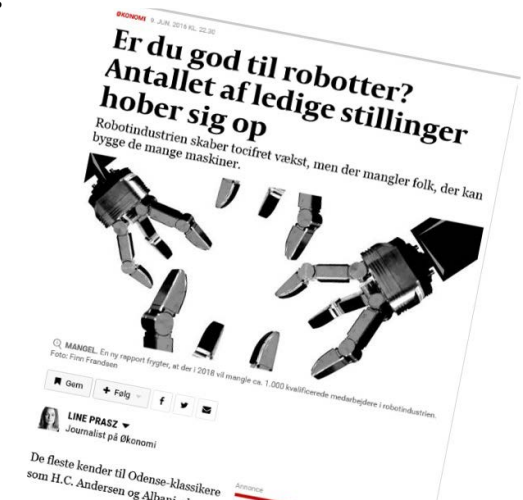 ØKONOMI 9. JUN. 2016 KL. 22.30
Er du god til robotter?
Antallet af ledige stillinger
hober sig op
Robotindustrien skaber tocifret vækst, men der mangler folk, der kan
bygge de mange maskiner.
MANGEL. En ny rapport frygter, at der i 2018 vil mangle ca. 1.000 kvalificerede medarbejdere i robotindustrien.
Foto: Finn Frandsen
Gem
+ Følg
f
LINE PRASZ
Journalist på Økonomi
De fleste kender til Odense-klassikere
som H.C. Andersen og
Annonce